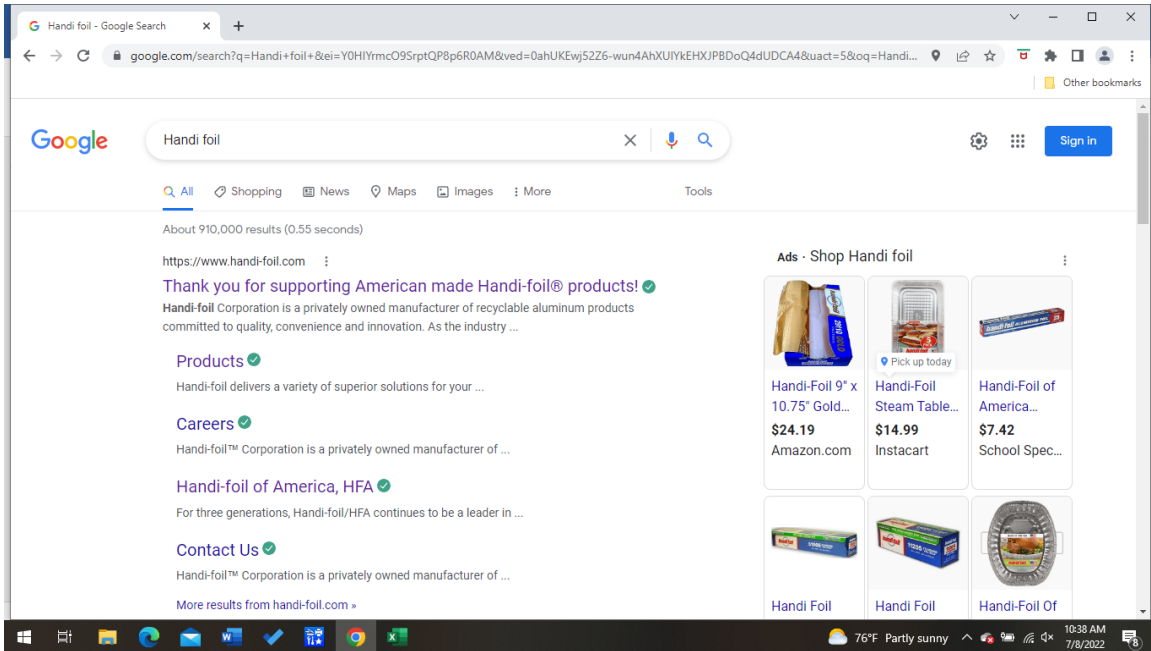 Handi foil - Google Search
google.com/search?q=Handi+foil+&ei=Y0HIYrmcO9SrptQP8p6R0AM&ved=0ahUKEwj52Z6-wun4AhXUlYkEHXJPBDoQ4dUDCA4&uact=5&oq=Handi...
Other bookmarks
Google
Handi foil
Sign in
All
Shopping
News
Maps
Images
More
Tools
About 910,000 results (0.55 seconds)
https://www.handi-foil.com
Thank you for supporting American made Handi-foil® products!
Handi-foil Corporation is a privately owned manufacturer of recyclable aluminum products
committed to quality, convenience and innovation. As the industry ...
Products
Handi-foil delivers a variety of superior solutions for your ...
Careers
Handi-foil™ Corporation is a privately owned manufacturer of ...
Handi-foil of America, HFA
For three generations, Handi-foil/HFA continues to be a leader in ...
Contact Us
Handi-foil™ Corporation is a privately owned manufacturer of ...
More results from handi-foil.com »
Ads · Shop Handi foil
Pick up today
Handi-Foil 9" x
10.75" Gold...
$24.19
Amazon.com
Handi-Foil
Steam Table...
$14.99
Instacart
Handi-Foil of
America...
$7.42
School Spec...
Handi Foil
Handi Foil
Handi-Foil Of
76°F Partly sunny
10:38 AM
7/8/2022
8